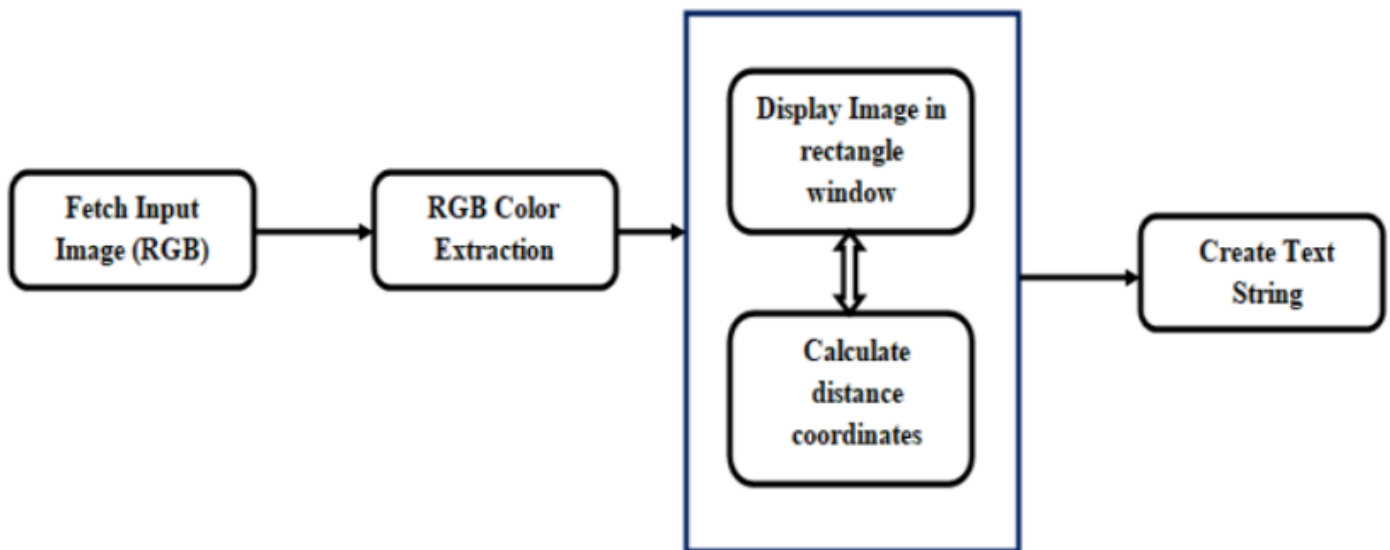 Fetch Input
Image (RGB)
RGB Color
Extraction
Display Image in
rectangle
window
Calculate
distance
coordinates
Create Text
String